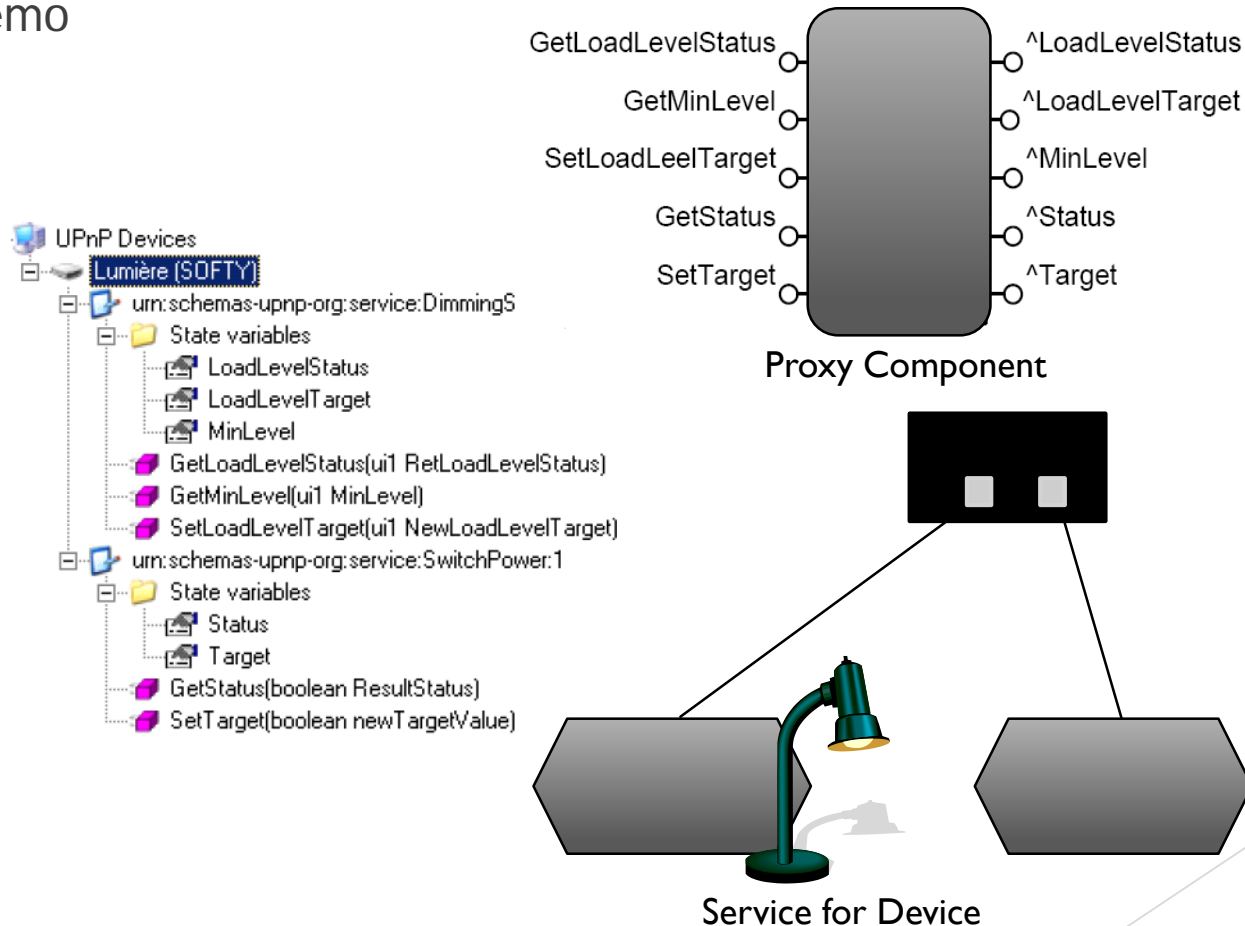 emo
UPnP Devices
Lumière (SOFTY)
urn:schemas-upnp-org:service:DimmingS
State variables
LoadLevelStatus
LoadLevelTarget
MinLevel
GetLoadLevelStatus(ui1 RetLoadLevelStatus)
GetMinLevel(ui1 MinLevel)
SetLoadLevelTarget(ui1 NewLoadLevelTarget)
urn:schemas-upnp-org:service:SwitchPower:1
State variables
Status
Target
GetStatus(boolean ResultStatus)
SetTarget(boolean newTargetValue)
GetLoadLevelStatus
GetMinLevel
SetLoadLeelTarget
GetStatus
SetTarget
^LoadLevelStatus
^LoadLevelTarget
^MinLevel
^Status
^Target
Proxy Component
Service for Device